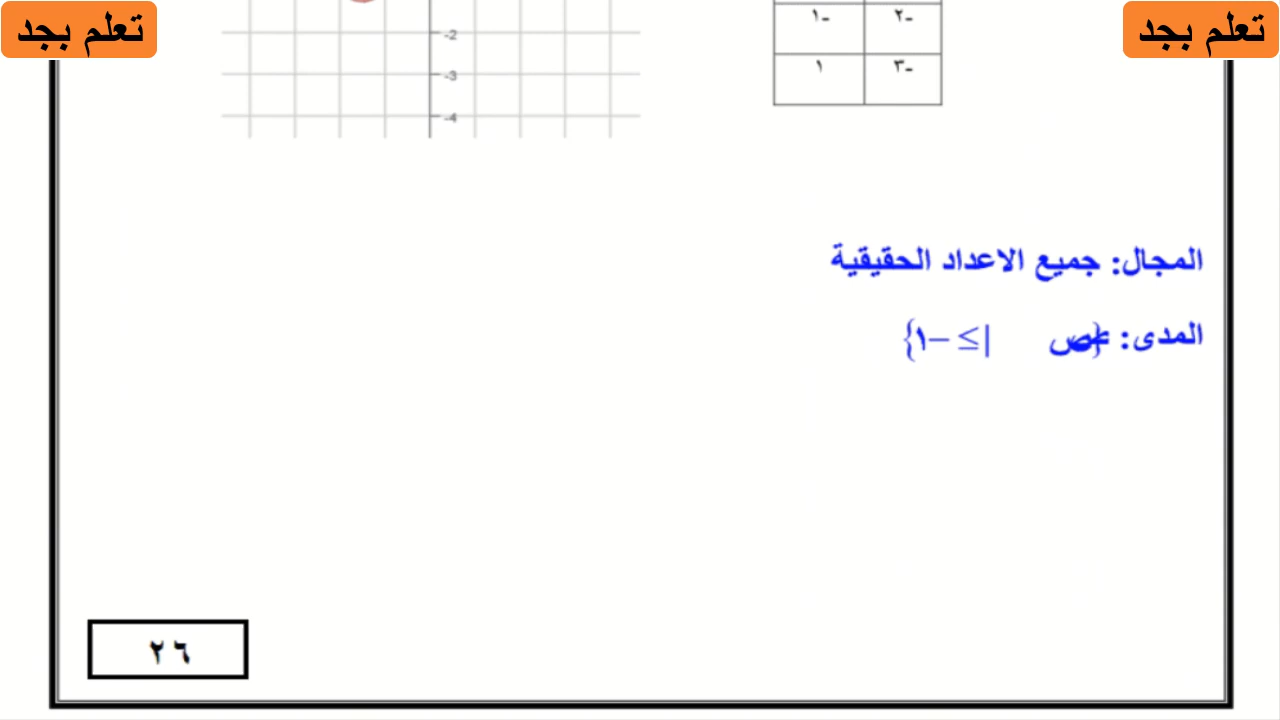 تعلم بجد
تعلم بجد
-2
-3
-4
-٢ -١
-٣ ١
المجال: جميع الاعداد الحقيقية
المدى: { | ≥ -١}
٢٦